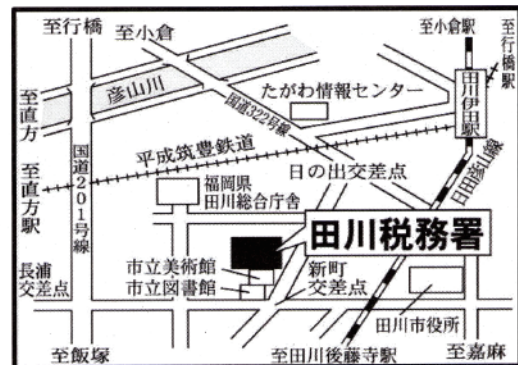 至行橋
至小倉
至小倉駅
至行橋駅
彦山川
至直方
国道322号線
たがわ情報センター
田川伊田駅
平成筑豊鉄道
至直方駅
国道201号線
福岡県
田川総合庁舎
日の出交差点
日田彦山線
田川税務署
市立美術館
市立図書館
新町
交差点
長浦
交差点
田川市役所
至飯塚
至田川後藤寺駅
至嘉麻